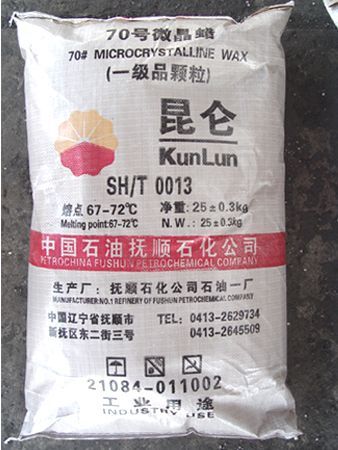 70号微晶蜡
70# MICROCRYSTALLINE WAX
(一级品颗粒)
昆仑
KunLun
SH/T 0013
熔点 67-72℃ 净重: 25±0.3kg
Melting point:67-72℃ N.W.: 25±0.3kg
中国石油抚顺石化公司
PETROCHINA FUSHUN PETROCHEMICAL COMPANY
生产厂: 抚顺石化公司石油一厂
MANUFACTURER:NO.1 REFINERY OF FUSHUN PETROCHEMICAL COMPANY
中国辽宁省抚顺市 TEL: 0413-2629734
新抚区东二街三号 0413-2645509
21084-011002
工业用途
INDUSTRY USE